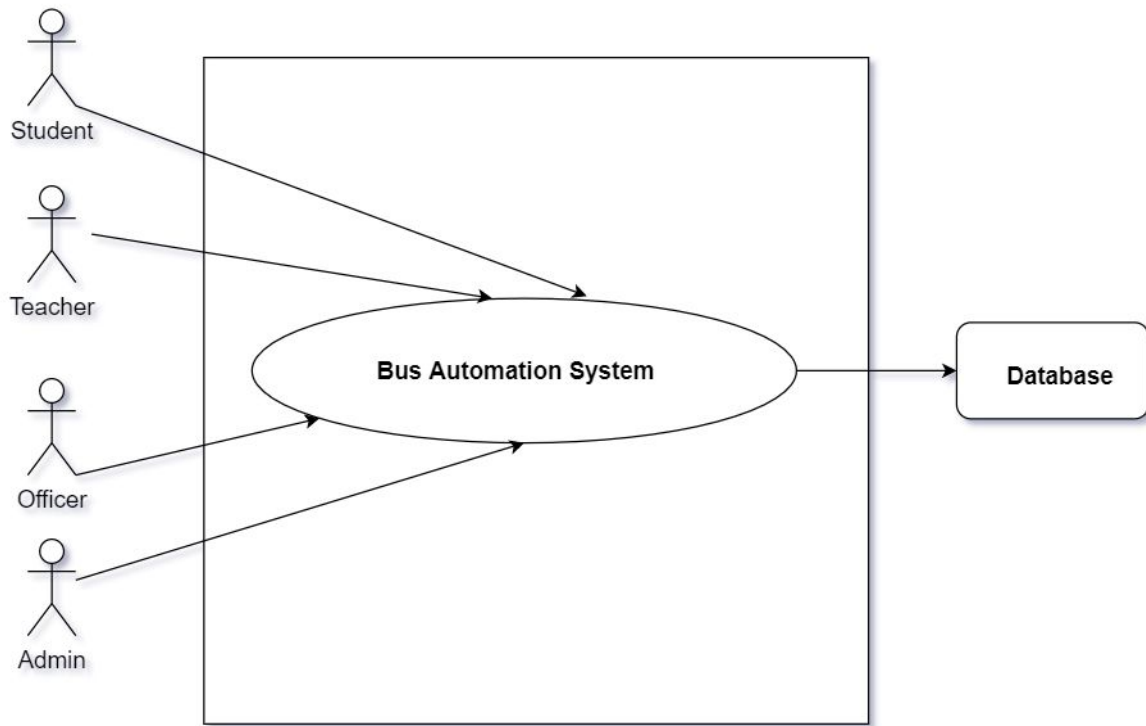 Student
Teacher
Bus Automation System
Database
Officer
Admin